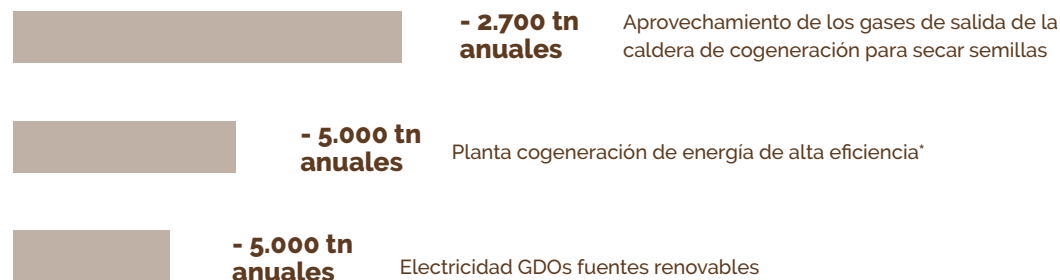 - 2.700 tn
anuales
Aprovechamiento de los gases de salida de la
caldera de cogeneración para secar semillas
- 5.000 tn
anuales
Planta cogeneración de energía de alta eficiencia*
- 5.000 tn
anuales
Electricidad GDOs fuentes renovables